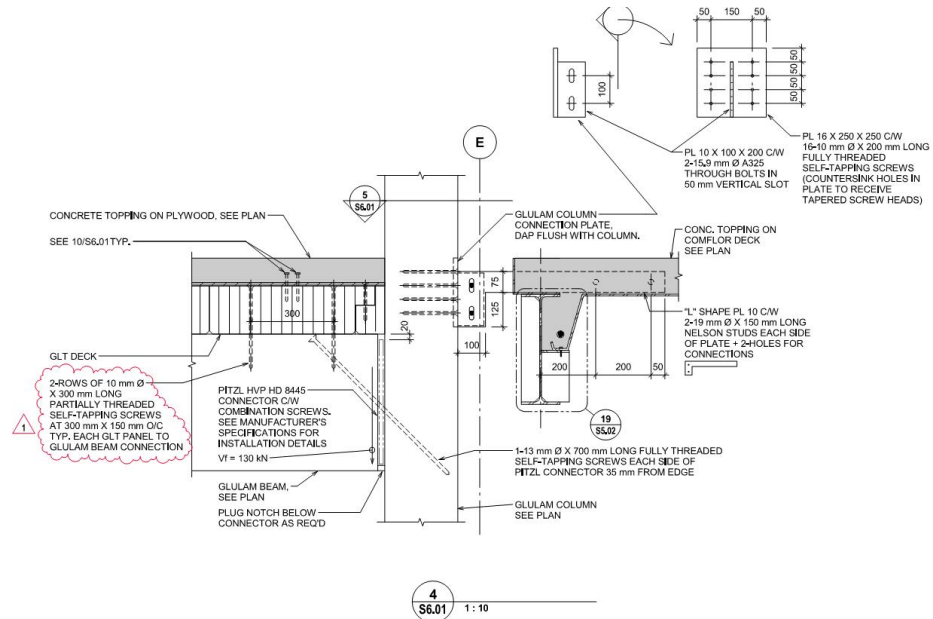 50
150
50
50
50
50
100
PL 16 X 250 X 250 C/W
16-10 mm Ø X 200 mm LONG
FULLY THREADED
SELF-TAPPING SCREWS
(COUNTERSINK HOLES IN
PLATE TO RECEIVE
TAPERED SCREW HEADS)
PL 10 X 100 X 200 C/W
2-15.9 mm Ø A325
THROUGH BOLTS IN
50 mm VERTICAL SLOT
E
5
S6.01
CONCRETE TOPPING ON PLYWOOD, SEE PLAN
SEE 10/S6.01TYP.
GLULAM COLUMN
CONNECTION PLATE,
DAP FLUSH WITH COLUMN.
CONC. TOPPING ON
COMFLOR DECK
SEE PLAN
75
125
100
300
20
"L" SHAPE PL 10 C/W
2-19 mm Ø X 150 mm LONG
NELSON STUDS EACH SIDE
OF PLATE + 2-HOLES FOR
CONNECTIONS
200
200
50
GLT DECK
2-ROWS OF 10 mm Ø
X 300 mm LONG
PARTIALLY THREADED
SELF-TAPPING SCREWS
AT 300 mm X 150 mm O/C
TYP. EACH GLT PANEL TO
GLULAM BEAM CONNECTION
1
PITZL HVP HD 8445
CONNECTOR C/W
COMBINATION SCREWS.
SEE MANUFACTURER'S
SPECIFICATIONS FOR
INSTALLATION DETAILS
Vf = 130 kN
19
S5.02
1-13 mm Ø X 700 mm LONG FULLY THREADED
SELF-TAPPING SCREWS EACH SIDE OF
PITZL CONNECTOR 35 mm FROM EDGE
GLULAM BEAM,
SEE PLAN
PLUG NOTCH BELOW
CONNECTOR AS REQ'D
GLULAM COLUMN
SEE PLAN
4
S6.01
1 : 10